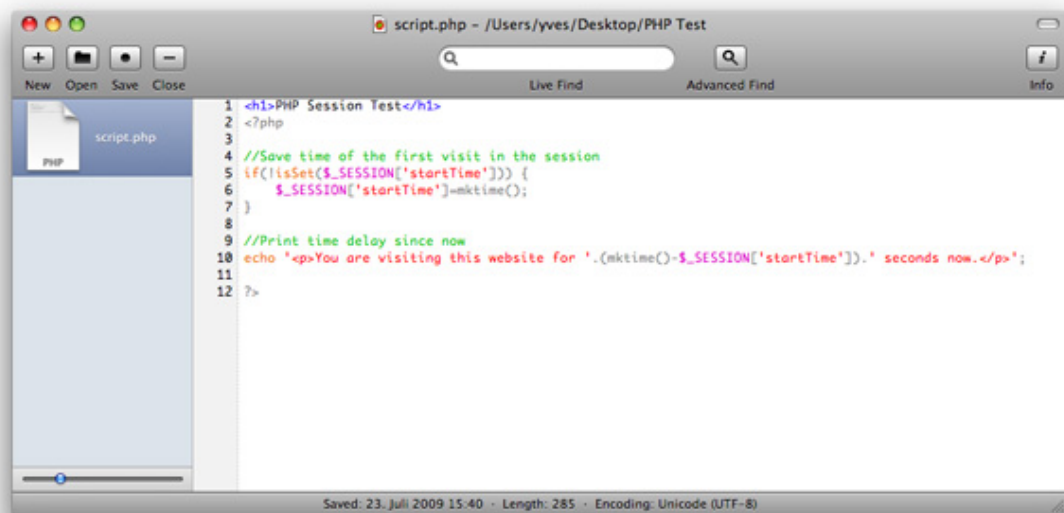 script.php – /Users/yves/Desktop/PHP Test
New Open Save Close Live Find Advanced Find Info
PHP
script.php
1 <h1>PHP Session Test</h1>
2 <?php
3
4 //Save time of the first visit in the session
5 if(!isSet($_SESSION['startTime'])) {
6     $_SESSION['startTime']=mktime();
7 }
8
9 //Print time delay since now
10 echo '<p>You are visiting this website for '.(mktime()-$_SESSION['startTime']).' seconds now.</p>';
11
12 ?>
Saved: 23. Juli 2009 15:40 · Length: 285 · Encoding: Unicode (UTF-8)